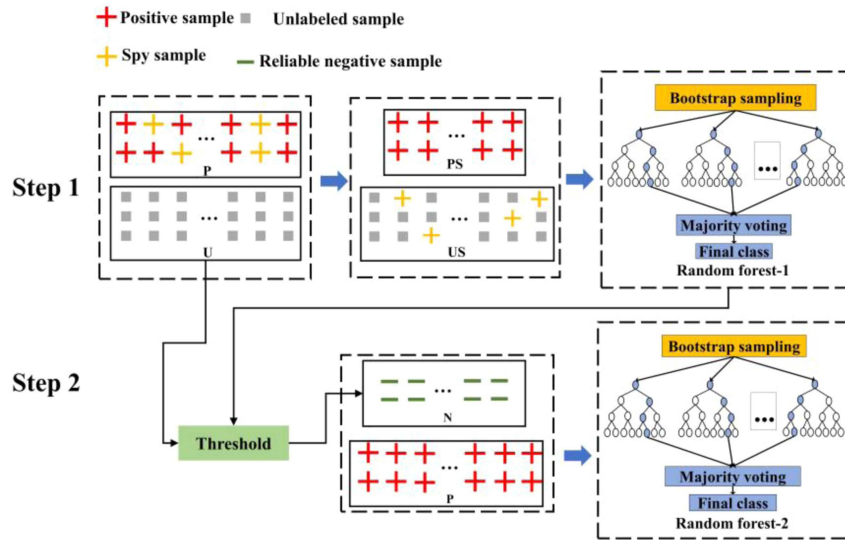 Positive sample
Unlabeled sample
Spy sample
Reliable negative sample
Step 1
P
U
PS
US
Bootstrap sampling
Majority voting
Final class
Random forest-1
Step 2
Threshold
N
P
Bootstrap sampling
Majority voting
Final class
Random forest-2